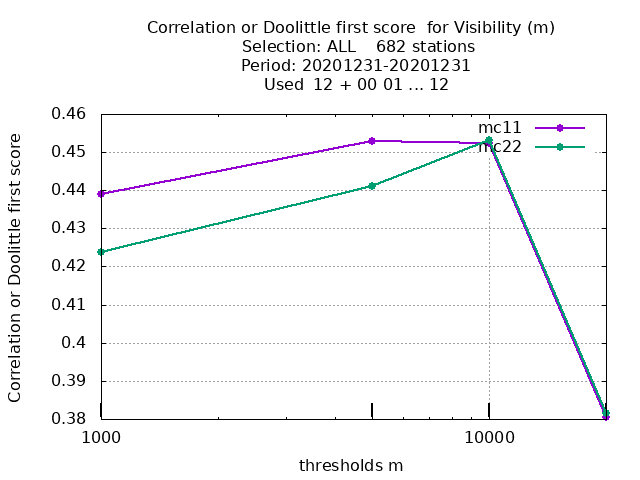 Correlation or Doolittle first score  for Visibility (m)
Selection: ALL    682 stations
Period: 20201231-20201231
Used  12 + 00 01 ... 12
Correlation or Doolittle first score
0.46
0.45
0.44
0.43
0.42
0.41
0.4
0.39
0.38
mc11
mc22
1000
10000
thresholds m